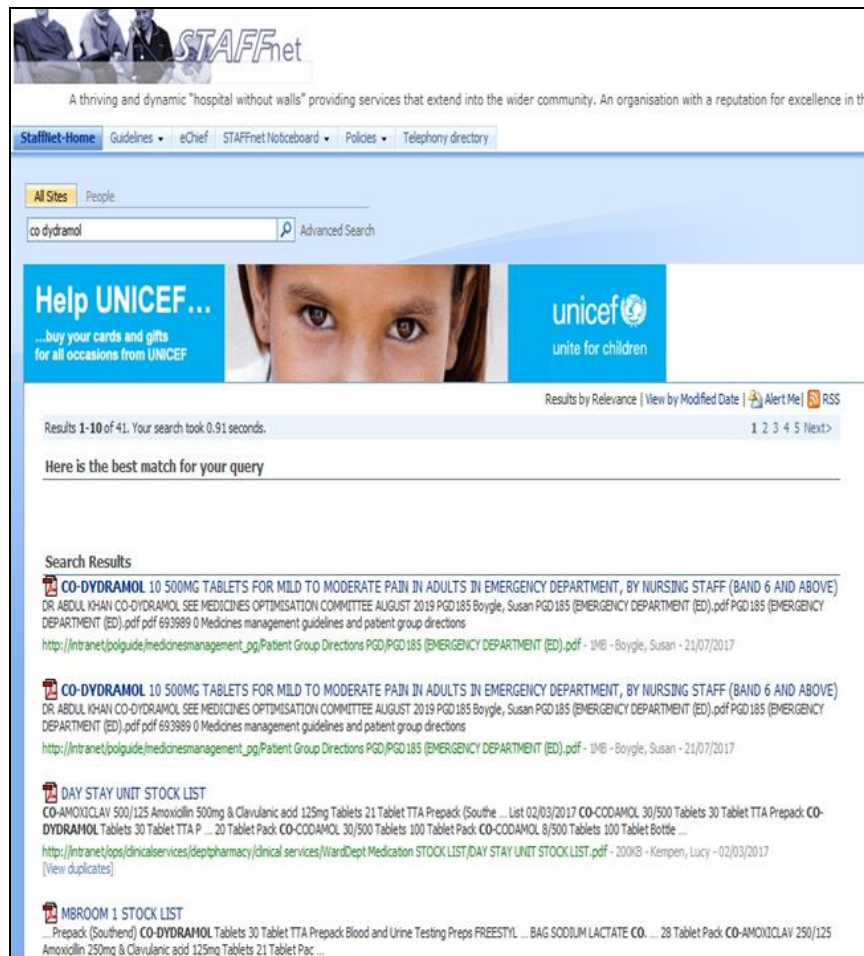 STAFFnet
A thriving and dynamic "hospital without walls" providing services that extend into the wider community. An organisation with a reputation for excellence in th
StaffNet-Home Guidelines eChief STAFFnet Noticeboard Policies Telephony directory
All Sites People
co dydramol Advanced Search
Help UNICEF...
...buy your cards and gifts
for all occasions from UNICEF
unicef
unite for children
Results by Relevance | View by Modified Date | Alert Me | RSS
Results 1-10 of 41. Your search took 0.91 seconds. 1 2 3 4 5 Next>
Here is the best match for your query
Search Results
CO-DYDRAMOL 10 500MG TABLETS FOR MILD TO MODERATE PAIN IN ADULTS IN EMERGENCY DEPARTMENT, BY NURSING STAFF (BAND 6 AND ABOVE)
DR ABDUL KHAN CO-DYDRAMOL SEE MEDICINES OPTIMISATION COMMITTEE AUGUST 2019 PGD185 Boygle, Susan PGD185 (EMERGENCY DEPARTMENT (ED).pdf PGD185 (EMERGENCY
DEPARTMENT (ED).pdf pdf 693989 0 Medicines management guidelines and patient group directions
http://intranet/polguide/medicinesmanagement_pg/Patient Group Directions PGD/PGD185 (EMERGENCY DEPARTMENT (ED).pdf - 1MB - Boygle, Susan - 21/07/2017
CO-DYDRAMOL 10 500MG TABLETS FOR MILD TO MODERATE PAIN IN ADULTS IN EMERGENCY DEPARTMENT, BY NURSING STAFF (BAND 6 AND ABOVE)
DR ABDUL KHAN CO-DYDRAMOL SEE MEDICINES OPTIMISATION COMMITTEE AUGUST 2019 PGD185 Boygle, Susan PGD185 (EMERGENCY DEPARTMENT (ED).pdf PGD185 (EMERGENCY
DEPARTMENT (ED).pdf pdf 693989 0 Medicines management guidelines and patient group directions
http://intranet/polguide/medicinesmanagement_pg/Patient Group Directions PGD/PGD185 (EMERGENCY DEPARTMENT (ED).pdf - 1MB - Boygle, Susan - 21/07/2017
DAY STAY UNIT STOCK LIST
CO-AMOXICLAV 500/125 Amoxicillin 500mg & Clavulanic acid 125mg Tablets 21 Tablet TTA Prepack (Southe ... List 02/03/2017 CO-CODAMOL 30/500 Tablets 30 Tablet TTA Prepack CO-
DYDRAMOL Tablets 30 Tablet TTA P ... 20 Tablet Pack CO-CODAMOL 30/500 Tablets 100 Tablet Pack CO-CODAMOL 8/500 Tablets 100 Tablet Bottle ...
http://intranet/ops/clinicalservices/deptpharmacy/clinical services/WardDept Medication STOCK LIST/DAY STAY UNIT STOCK LIST.pdf - 200KB - Kempen, Lucy - 02/03/2017
[View duplicates]
MBROOM 1 STOCK LIST
... Prepack (Southend) CO-DYDRAMOL Tablets 30 Tablet TTA Prepack Blood and Urine Testing Preps FREESTYL ... BAG SODIUM LACTATE CO. ... 28 Tablet Pack CO-AMOXICLAV 250/125
Amoxicillin 250mg & Clavulanic acid 125mg Tablets 21 Tablet Pac ...